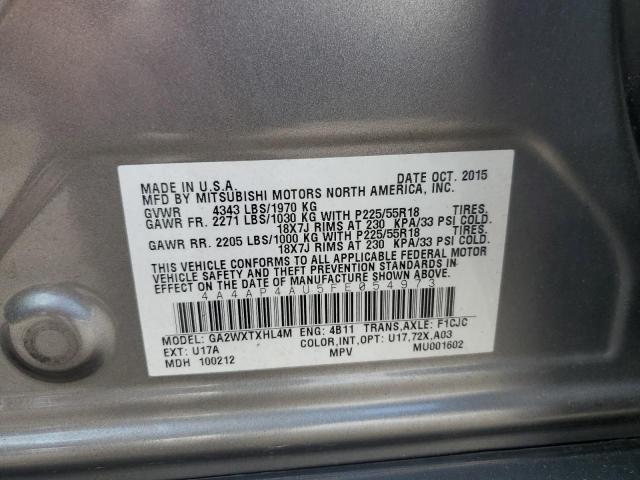 MADE IN U.S.A. DATE OCT. 2015
MFD BY MITSUBISHI MOTORS NORTH AMERICA, INC.
GVWR 4343 LBS/1970 KG
GAWR FR. 2271 LBS/1030 KG WITH P225/55R18 TIRES,
18X7J RIMS AT 230 KPA/33 PSI COLD.
GAWR RR. 2205 LBS/1000 KG WITH P225/55R18 TIRES,
18X7J RIMS AT 230 KPA/33 PSI COLD.
THIS VEHICLE CONFORMS TO ALL APPLICABLE FEDERAL MOTOR
VEHICLE SAFETY AND THEFT PREVENTION STANDARDS IN
EFFECT ON THE DATE OF MANUFACTURE SHOWN ABOVE.
4A4AP4AU5FE054973
MODEL: GA2WXTXHL4M ENG: 4B11 TRANS,AXLE: F1CJC
EXT: U17A COLOR,INT,OPT: U17,72X,A03
MDH 100212 MPV MU001602